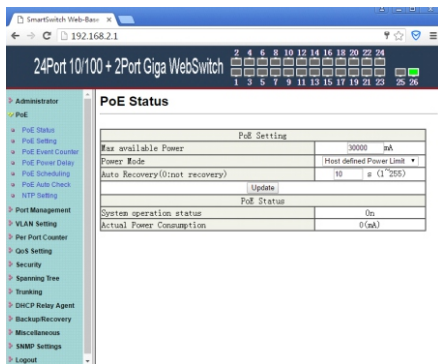 SmartSwitch Web-Base
192.168.2.1
24Port 10/100 + 2Port Giga WebSwitch
2 4 6 8 10 12 14 16 18 20 22 24
1 3 5 7 9 11 13 15 17 19 21 23 25 26
Administrator
PoE
PoE Status
PoE Setting
PoE Event Counter
PoE Power Delay
PoE Scheduling
PoE Auto Check
NTP Setting
Port Management
VLAN Setting
Per Port Counter
QoS Setting
Security
Spanning Tree
Trunking
DHCP Relay Agent
Backup/Recovery
Miscellaneous
SNMP Settings
Logout
PoE Status
PoE Setting
Max available Power 30000 mA
Power Mode Host defined Power Limit
Auto Recovery(0:not recovery) 10 s (1~255)
Update
PoE Status
System operation status On
Actual Power Consumption 0(mA)